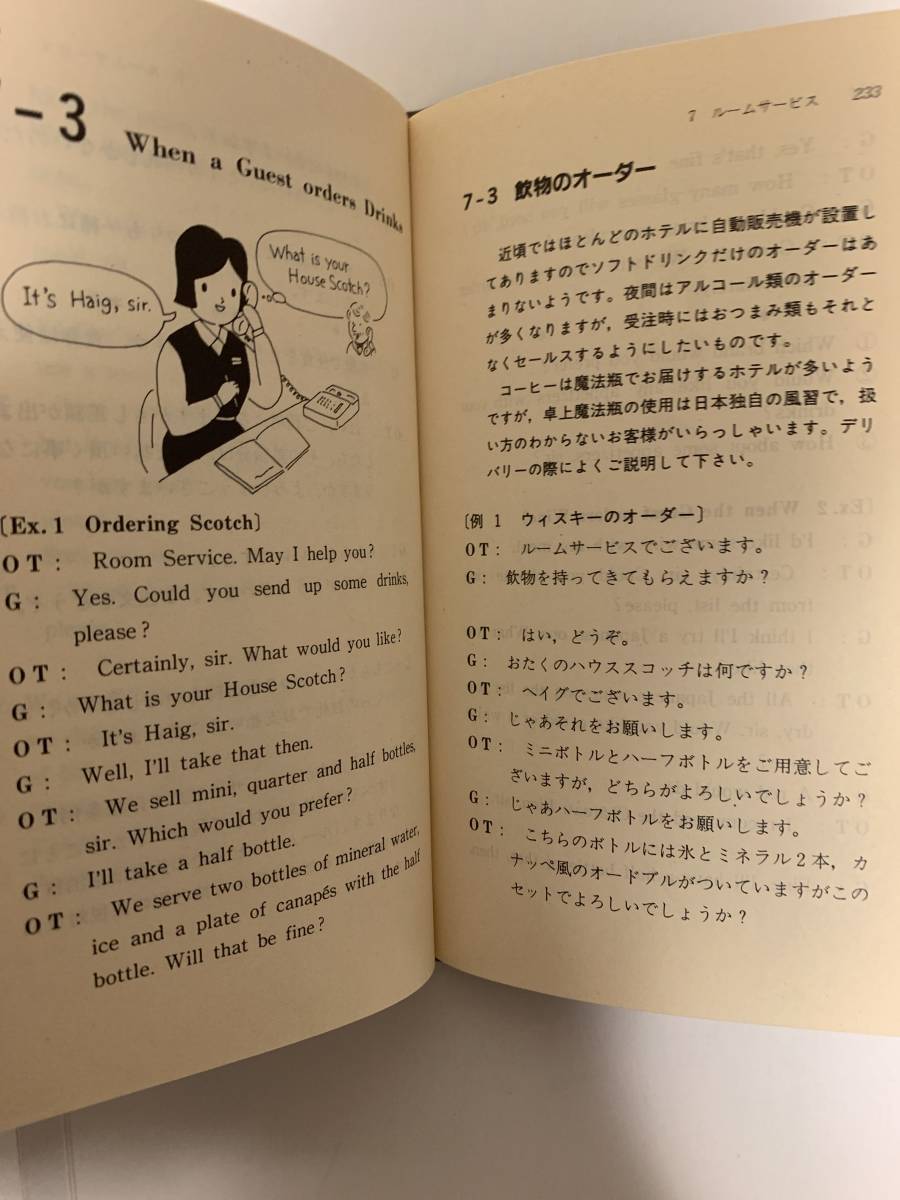 -3 When a Guest orders Drinks
What is your
House Scotch?
It's Haig, sir.
[Ex. 1 Ordering Scotch]
OT : Room Service. May I help you?
G : Yes. Could you send up some drinks,
please?
OT : Certainly, sir. What would you like?
G : What is your House Scotch?
OT : It's Haig, sir.
G : Well, I'll take that then.
OT : We sell mini, quarter and half bottles,
sir. Which would you prefer?
G : I'll take a half bottle.
OT : We serve two bottles of mineral water,
ice and a plate of canapés with the half
bottle. Will that be fine?
7 ルームサービス 233
7-3 飲物のオーダー
近頃ではほとんどのホテルに自動販売機が設置し
てありますのでソフトドリンクだけのオーダーはあ
まりないようです。夜間はアルコール類のオーダー
が多くなりますが，受注時にはおつまみ類もそれと
なくセールスするようにしたいものです。
コーヒーは魔法瓶でお届けするホテルが多いよう
ですが，卓上魔法瓶の使用は日本独自の風習で，扱
い方のわからないお客様がいらっしゃいます。デリ
バリーの際によくご説明して下さい。
[例 1 ウィスキーのオーダー]
OT : ルームサービスでございます。
G : 飲物を持ってきてもらえますか？
OT : はい，どうぞ。
G : おたくのハウススコッチは何ですか？
OT : ヘイグでございます。
G : じゃあそれをお願いします。
OT : ミニボトルとハーフボトルをご用意してご
ざいますが，どちらがよろしいでしょうか？
G : じゃあハーフボトルをお願いします。
OT : こちらのボトルには氷とミネラル2本，カ
ナッペ風のオードブルがついていますがこの
セットでよろしいでしょうか？